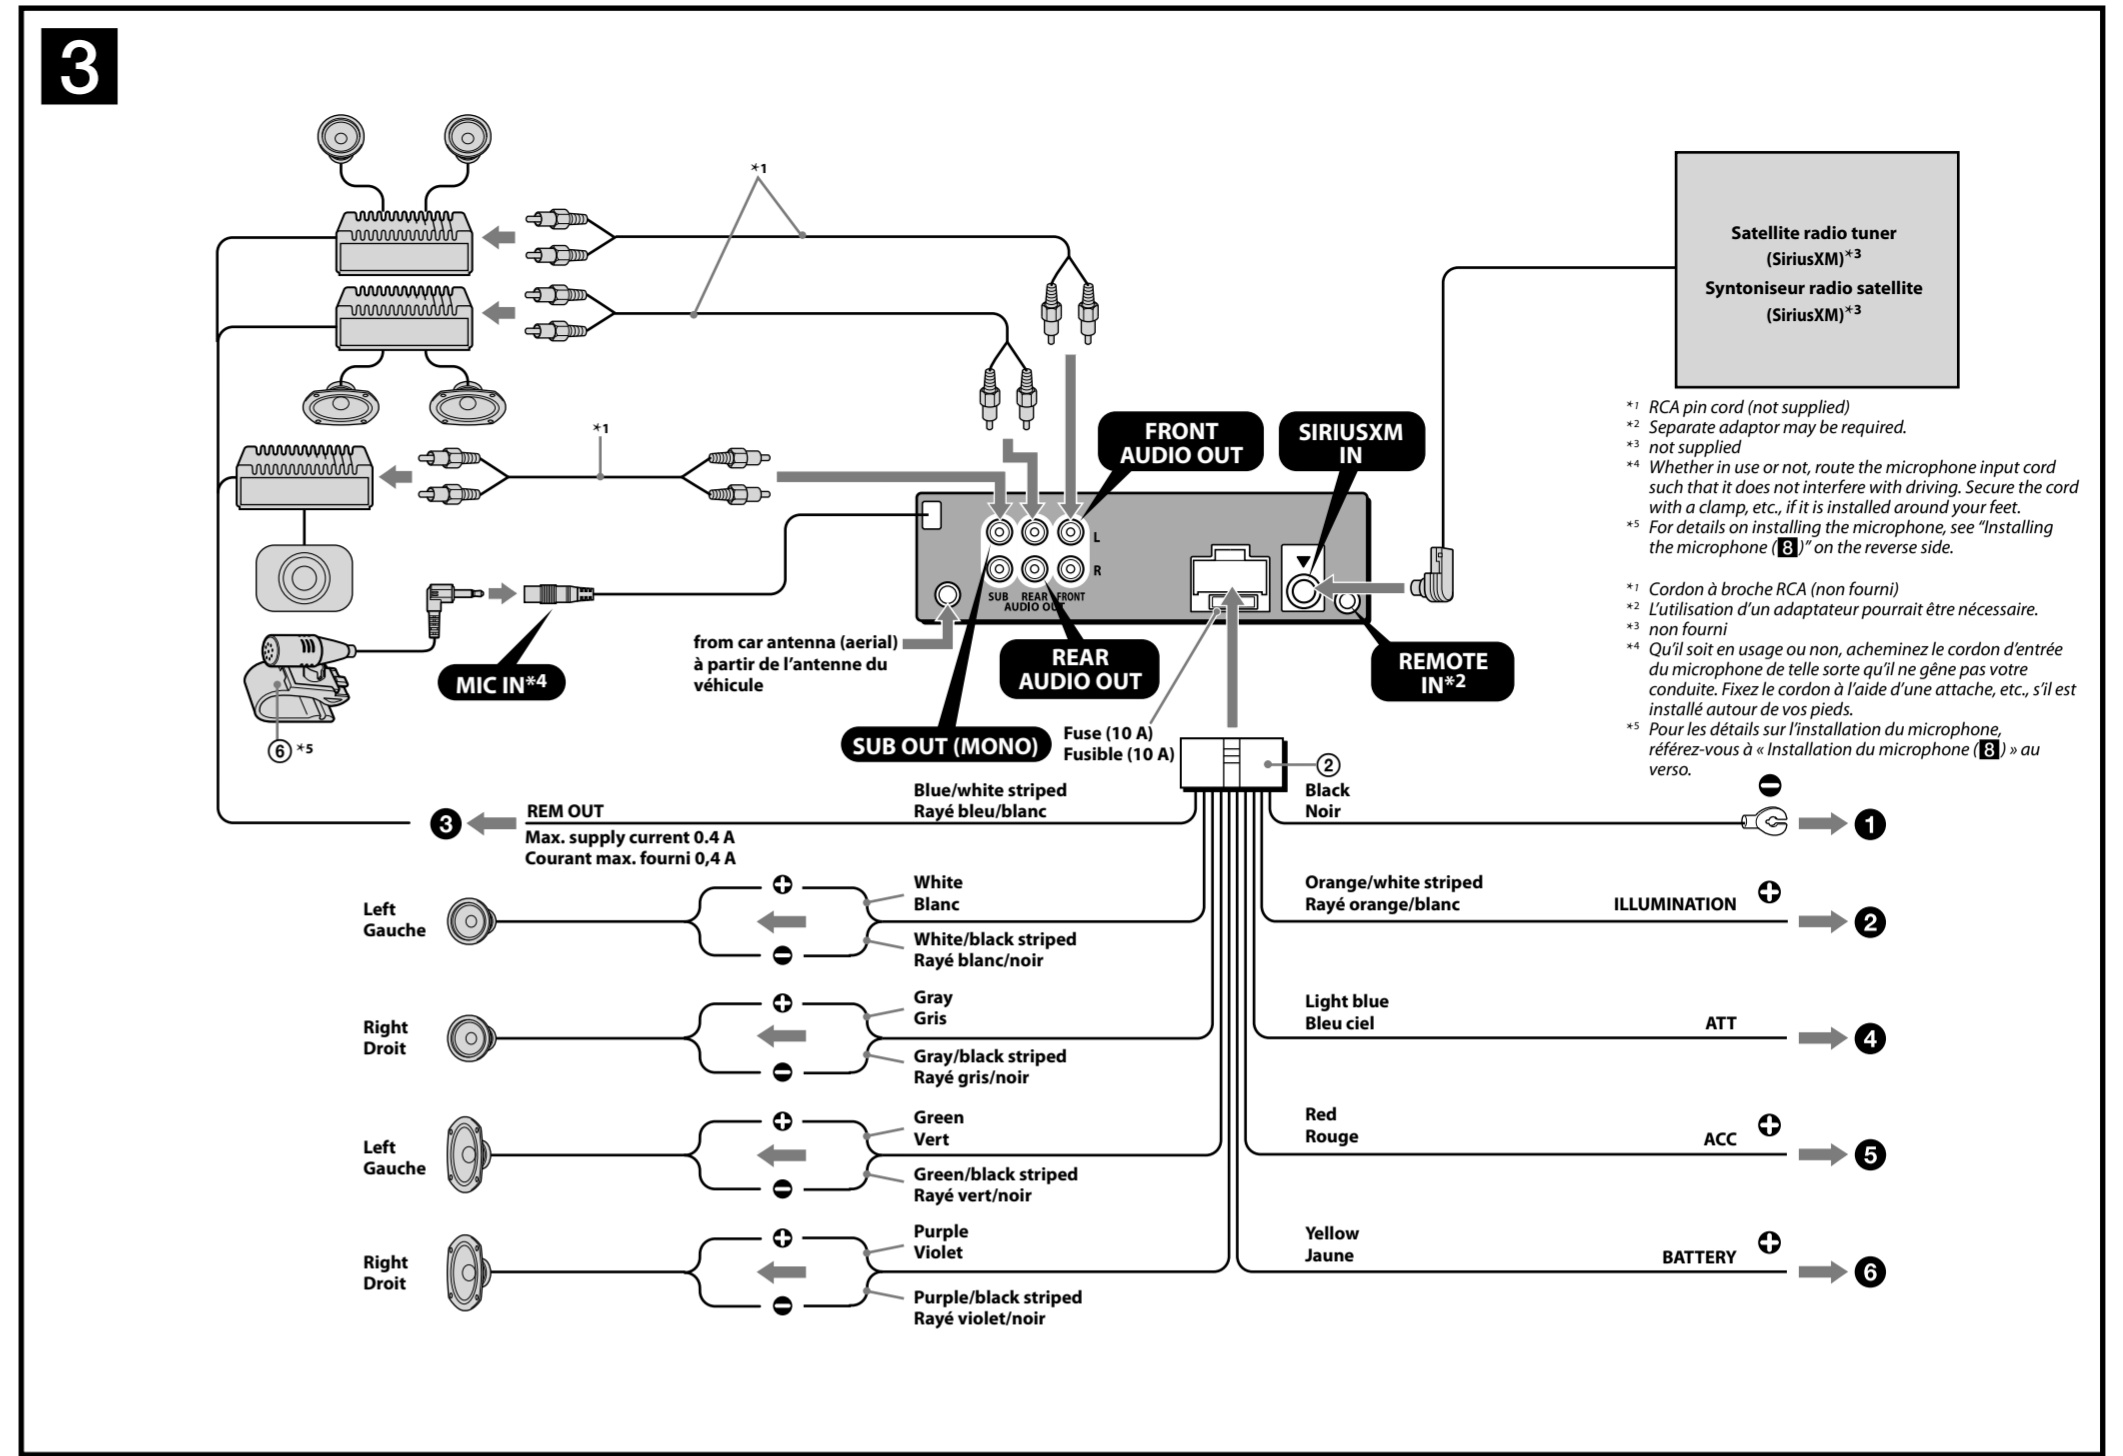 3
*1
Satellite radio tuner
(SiriusXM)*3
Syntoniseur radio satellite
(SiriusXM)*3
*1 RCA pin cord (not supplied)
*2 Separate adaptor may be required.
*3 not supplied
*4 Whether in use or not, route the microphone input cord
such that it does not interfere with driving. Secure the cord
with a clamp, etc., if it is installed around your feet.
*5 For details on installing the microphone, see “Installing
the microphone (8)” on the reverse side.
*1 Cordon à broche RCA (non fourni)
*2 L’utilisation d’un adaptateur pourrait être nécessaire.
*3 non fourni
*4 Qu’il soit en usage ou non, acheminez le cordon d’entrée
du microphone de telle sorte qu’il ne gêne pas votre
conduite. Fixez le cordon à l’aide d’une attache, etc., s’il est
installé autour de vos pieds.
*5 Pour les détails sur l’installation du microphone,
référez-vous à « Installation du microphone (8) » au
verso.
*1
FRONT
AUDIO OUT
SIRIUSXM
IN
L
R
SUB REAR FRONT
AUDIO OUT
from car antenna (aerial)
à partir de l’antenne du
véhicule
MIC IN*4
REAR
AUDIO OUT
REMOTE
IN*2
SUB OUT (MONO)
Fuse (10 A)
Fusible (10 A)
6 *5
2
3
REM OUT
Max. supply current 0.4 A
Courant max. fourni 0,4 A
Blue/white striped
Rayé bleu/blanc
Black
Noir
1
Left
Gauche
White
Blanc
White/black striped
Rayé blanc/noir
Orange/white striped
Rayé orange/blanc
ILLUMINATION
2
Right
Droit
Gray
Gris
Gray/black striped
Rayé gris/noir
Light blue
Bleu ciel
ATT
4
Left
Gauche
Green
Vert
Green/black striped
Rayé vert/noir
Red
Rouge
ACC
5
Right
Droit
Purple
Violet
Purple/black striped
Rayé violet/noir
Yellow
Jaune
BATTERY
6